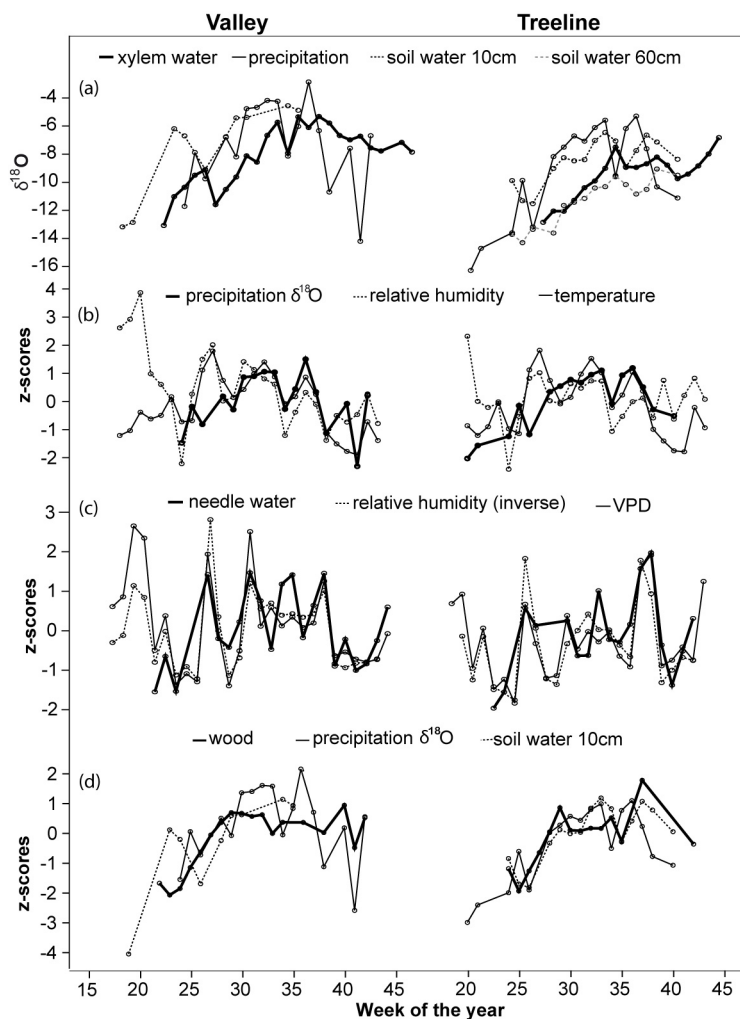 Valley Treeline
xylem water precipitation soil water 10cm soil water 60cm
(a)
-4
-6
-8
δ18O
-10
-12
-14
-16
4
precipitation δ18O relative humidity temperature
(b)
3
2
1
z-scores
0
-1
-2
needle water relative humidity (inverse) VPD
(c)
3
2
1
z-scores
0
-1
-2
wood precipitation δ18O soil water 10cm
(d)
2
1
0
z-scores
-1
-2
-3
-4
15 20 25 30 35 40 45 20 25 30 35 40 45
Week of the year